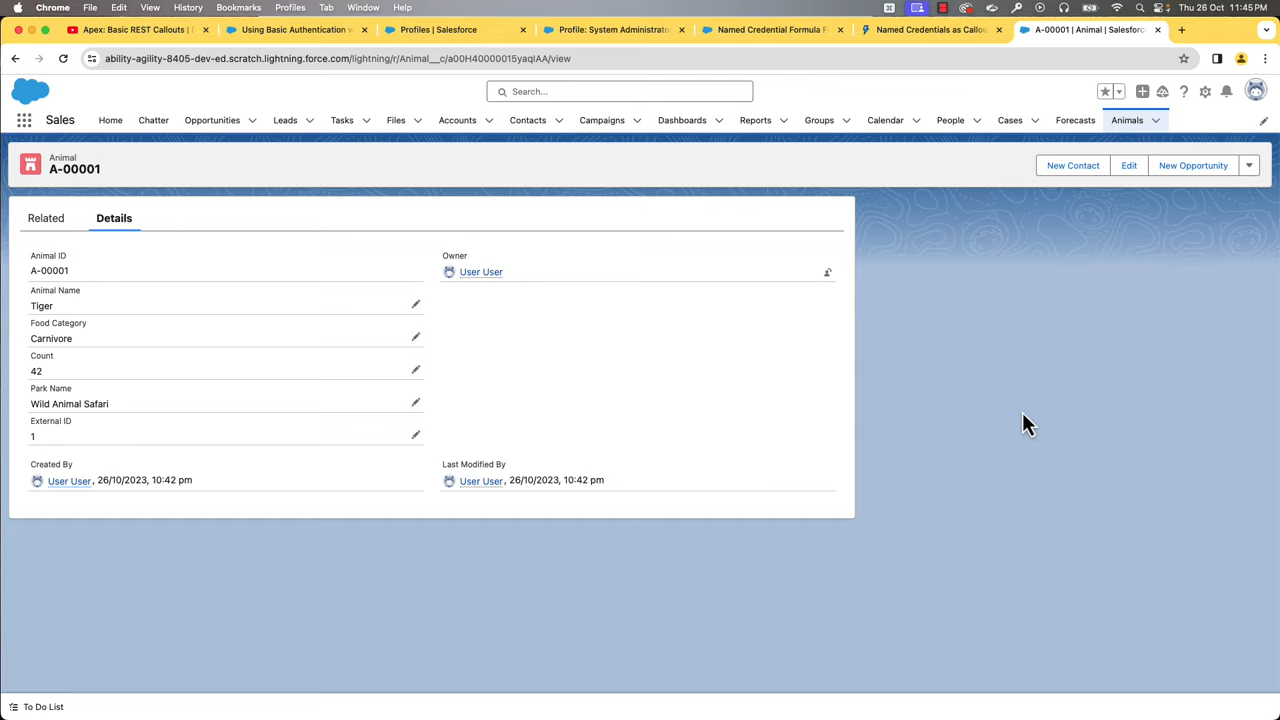 Chrome File Edit View History Bookmarks Profiles Tab Window Help Thu 26 Oct 11:45 PM
Apex: Basic REST Callouts |
Using Basic Authentication
Profiles | Salesforce
Profile: System Administrato
Named Credential Formula F
Named Credentials as Callou
A-00001 | Animal | Salesforc
ability-agility-8405-dev-ed.scratch.lightning.force.com/lightning/r/Animal__c/a00H40000015yaqIAA/view
Search...
Sales Home Chatter Opportunities Leads Tasks Files Accounts Contacts Campaigns Dashboards Reports Groups Calendar People Cases Forecasts Animals
Animal
A-00001
New Contact Edit New Opportunity
Related Details
Animal ID
A-00001
Owner
User User
Animal Name
Tiger
Food Category
Carnivore
Count
42
Park Name
Wild Animal Safari
External ID
1
Created By
User User, 26/10/2023, 10:42 pm
Last Modified By
User User, 26/10/2023, 10:42 pm
To Do List